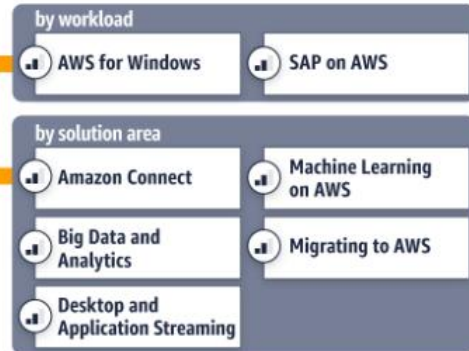 by workload
AWS for Windows
SAP on AWS
by solution area
Amazon Connect
Machine Learning
on AWS
Big Data and
Analytics
Migrating to AWS
Desktop and
Application Streaming